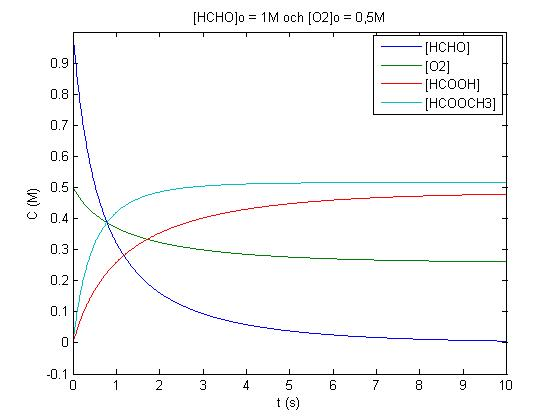 [HCHO]o = 1M och [O2]o = 0,5M
[HCHO]
[O2]
[HCOOH]
[HCOOCH3]
0.9
0.8
0.7
0.6
0.5
0.4
0.3
0.2
0.1
0
-0.1
C (M)
0 1 2 3 4 5 6 7 8 9 10
t (s)